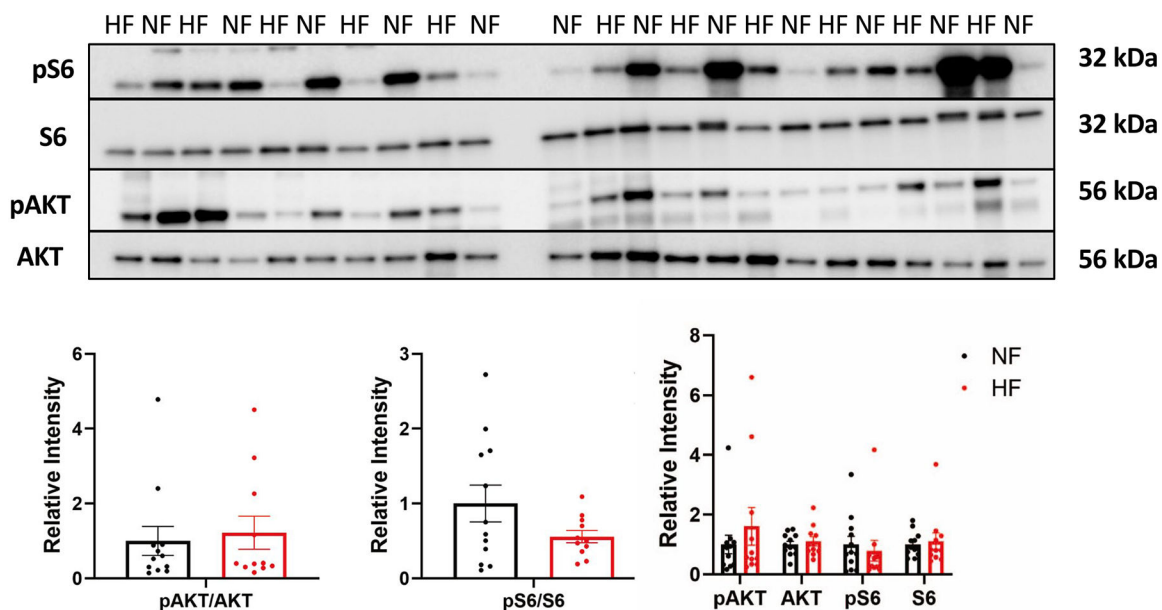 HF NF HF NF HF NF HF NF HF NF NF HF NF HF NF HF NF HF NF HF NF HF NF
pS6 32 kDa
S6 32 kDa
pAKT 56 kDa
AKT 56 kDa
Relative Intensity
6
4
2
0
pAKT/AKT
Relative Intensity
3
2
1
0
pS6/S6
Relative Intensity
8
6
4
2
0
pAKT AKT pS6 S6
NF
HF